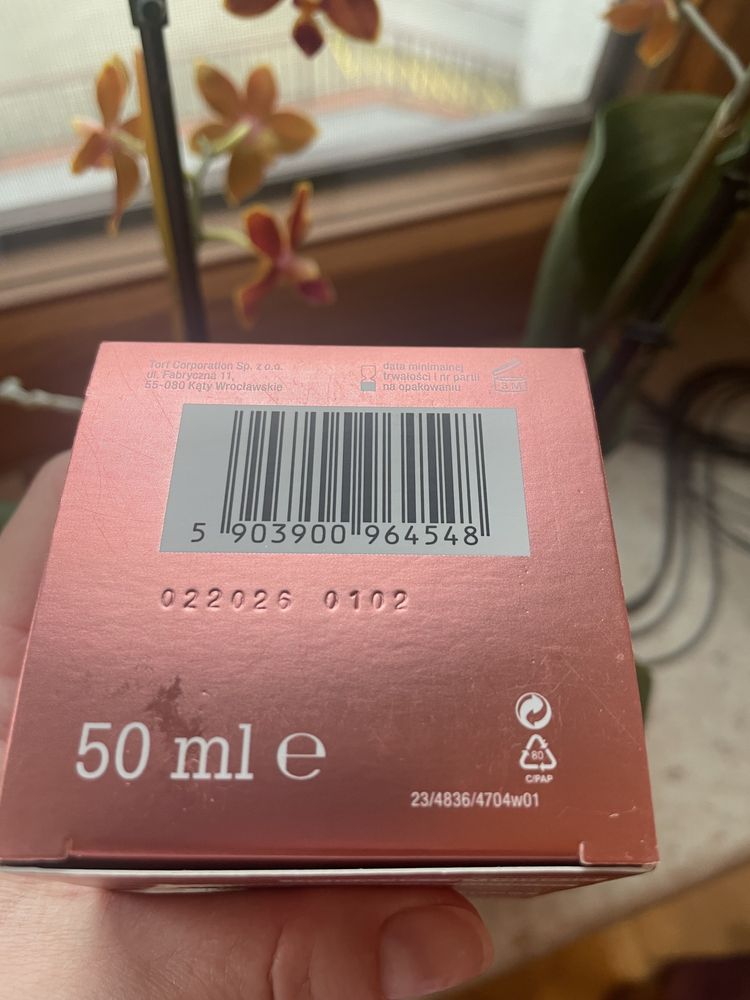 Torf Corporation Sp. z o.o.
ul. Fabryczna 11,
55-080 Kąty Wrocławskie
data minimalnej
trwałości i nr partii
na opakowaniu
5 903900 964548
022026 0102
50 ml ℮
80
C/PAP
23/4836/4704w01